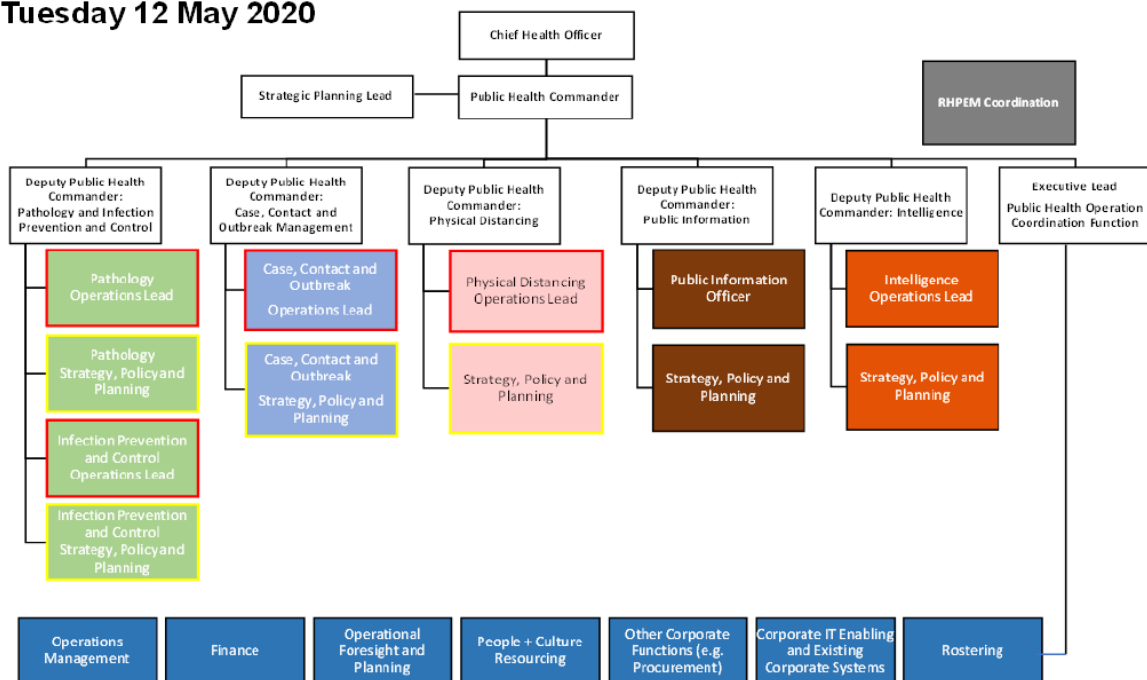 Tuesday 12 May 2020
Chief Health Officer
Strategic Planning Lead
Public Health Commander
RHPEM Coordination
Deputy Public Health
Commander:
Pathology and Infection
Prevention and Control
Deputy Public Health
Commander:
Case, Contact and
Outbreak Management
Deputy Public Health
Commander:
Physical Distancing
Deputy Public Health
Commander:
Public Information
Deputy Public Health
Commander: Intelligence
Executive Lead
Public Health Operation
Coordination Function
Pathology
Operations Lead
Case, Contact and
Outbreak
Operations Lead
Physical Distancing
Operations Lead
Public Information
Officer
Intelligence
Operations Lead
Pathology
Strategy, Policy and
Planning
Case, Contact and
Outbreak
Strategy, Policy and
Planning
Strategy, Policy and
Planning
Strategy, Policy and
Planning
Strategy, Policy and
Planning
Infection Prevention
and Control
Operations Lead
Infection Prevention
and Control
Strategy, Policy and
Planning
Operations
Management
Finance
Operational
Foresight and
Planning
People + Culture
Resourcing
Other Corporate
Functions (e.g.
Procurement)
Corporate IT Enabling
and Existing
Corporate Systems
Rostering